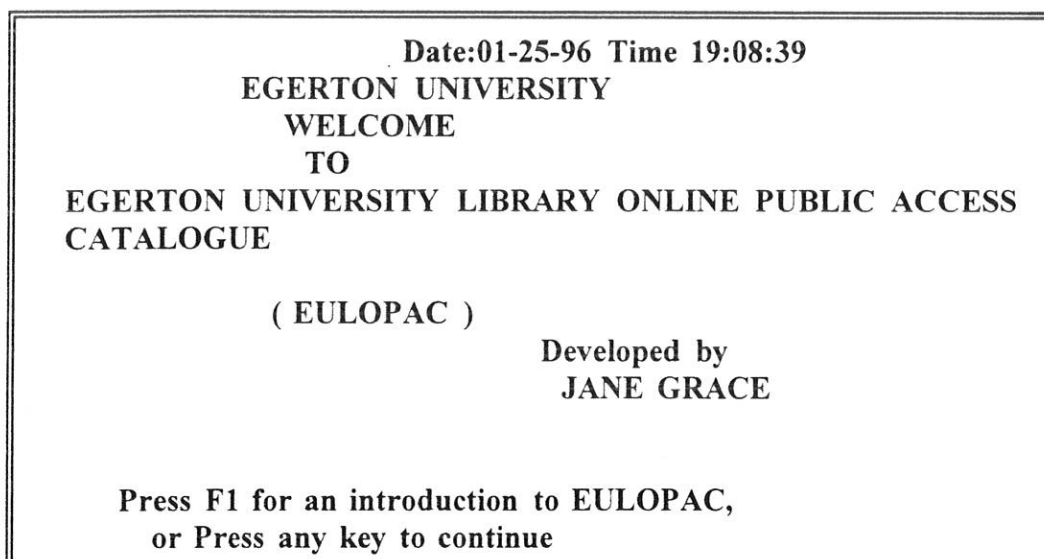 Date:01-25-96 Time 19:08:39
EGERTON UNIVERSITY
WELCOME
TO
EGERTON UNIVERSITY LIBRARY ONLINE PUBLIC ACCESS
CATALOGUE
( EULOPAC )
Developed by
JANE GRACE
Press F1 for an introduction to EULOPAC,
or Press any key to continue